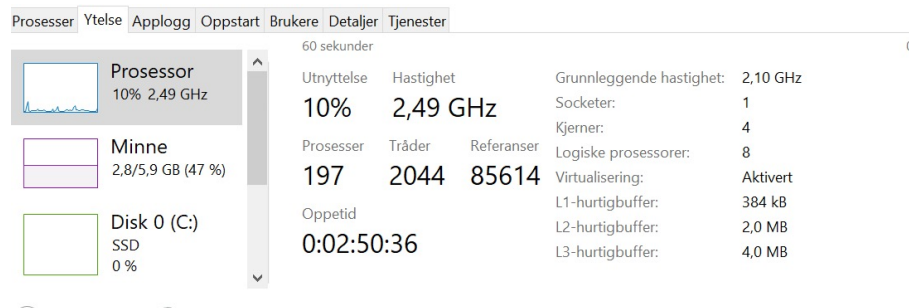 Prosesser Ytelse Applogg Oppstart Brukere Detaljer Tjenester
60 sekunder
Prosessor
10% 2,49 GHz
Minne
2,8/5,9 GB (47 %)
Disk 0 (C:)
SSD
0 %
Utnyttelse Hastighet
10% 2,49 GHz
Prosesser Tråder Referanser
197 2044 85614
Oppetid
0:02:50:36
Grunnleggende hastighet: 2,10 GHz
Socketer: 1
Kjerner: 4
Logiske prosessorer: 8
Virtualisering: Aktivert
L1-hurtigbuffer: 384 kB
L2-hurtigbuffer: 2,0 MB
L3-hurtigbuffer: 4,0 MB